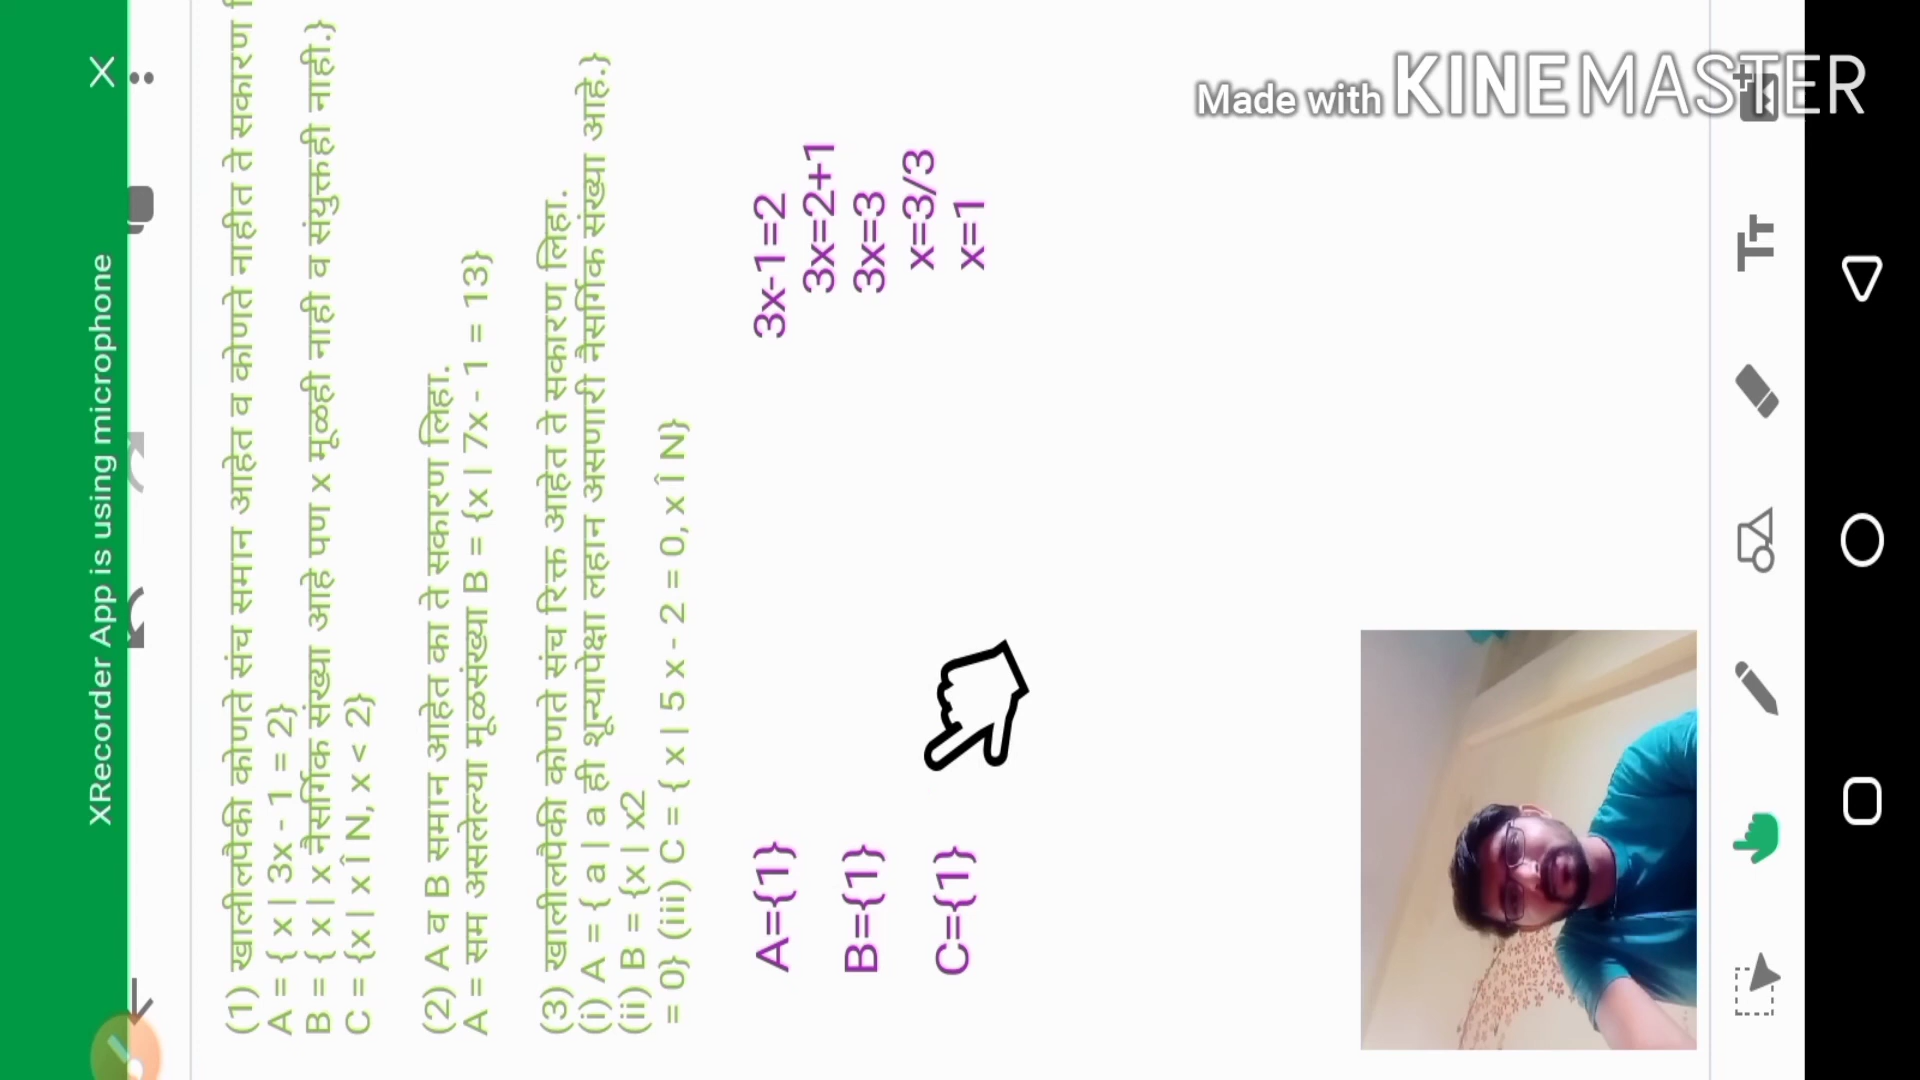 XRecorder App is using microphone X
(1) खालीलपैकी कोणते संच समान आहेत व कोणते नाहीत ते सकारण
A = { x | 3x - 1 = 2}
B = { x | x नैसर्गिक संख्या आहे पण x मूळही नाही व संयुक्तही नाही.}
C = {x | x Î N, x < 2}
(2) A व B समान आहेत का ते सकारण लिहा.
A = सम असलेल्या मूळसंख्या B = {x | 7x - 1 = 13}
(3) खालीलपैकी कोणते संच रिक्त आहेत ते सकारण लिहा.
(i) A = { a | a ही शून्यापेक्षा लहान असणारी नैसर्गिक संख्या आहे.}
(ii) B = {x | x2
= 0} (iii) C = { x | 5 x - 2 = 0, x Î N}
A={1}
B={1}
C={1}
3x-1=2
3x=2+1
3x=3
x=3/3
x=1
Made with KINEMASTER
Tт